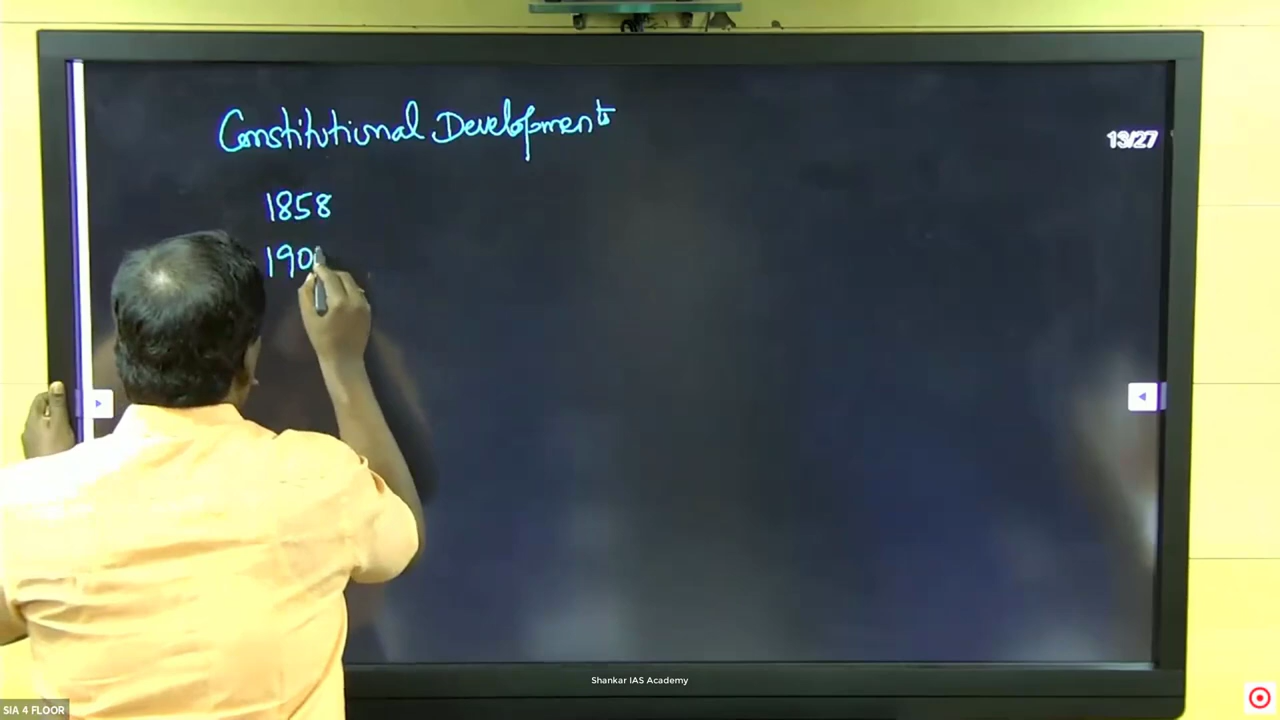 Constitutional Developments
13/27
1858
190
Shankar IAS Academy
SIA 4 FLOOR